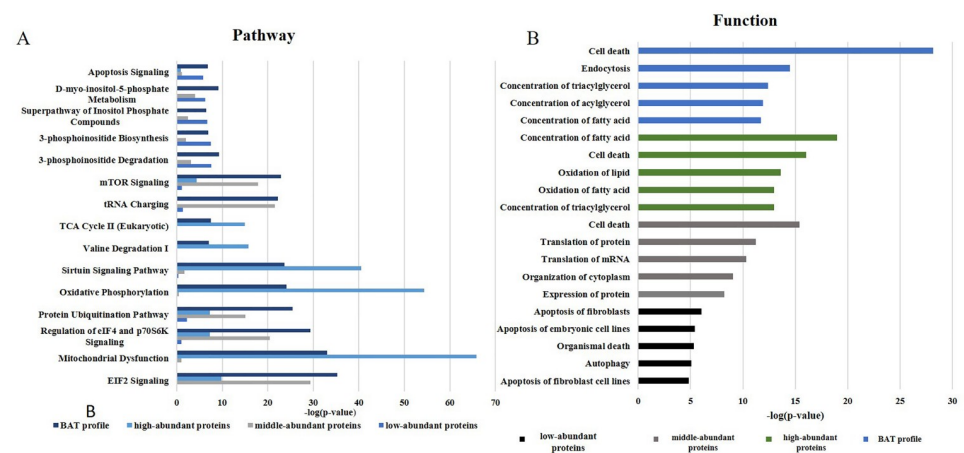 A
Pathway
Apoptosis Signaling
D-myo-inositol-5-phosphate
Metabolism
Superpathway of Inositol Phosphate
Compounds
3-phosphoinositide Biosynthesis
3-phosphoinositide Degradation
mTOR Signaling
tRNA Charging
TCA Cycle II (Eukaryotic)
Valine Degradation I
Sirtuin Signaling Pathway
Oxidative Phosphorylation
Protein Ubiquitination Pathway
Regulation of eIF4 and p70S6K
Signaling
Mitochondrial Dysfunction
EIF2 Signaling
0 10 20 30 40 50 60 70
-log(p-value)
B
BAT profile high-abundant proteins middle-abundant proteins low-abundant proteins
B
Function
Cell death
Endocytosis
Concentration of triacylglycerol
Concentration of acylglycerol
Concentration of fatty acid
Concentration of fatty acid
Cell death
Oxidation of lipid
Oxidation of fatty acid
Concentration of triacylglycerol
Cell death
Translation of protein
Translation of mRNA
Organization of cytoplasm
Expression of protein
Apoptosis of fibroblasts
Apoptosis of embryonic cell lines
Organismal death
Autophagy
Apoptosis of fibroblast cell lines
0 5 10 15 20 25 30
-log(p-value)
low-abundant
proteins
middle-abundant
proteins
high-abundant
proteins
BAT profile